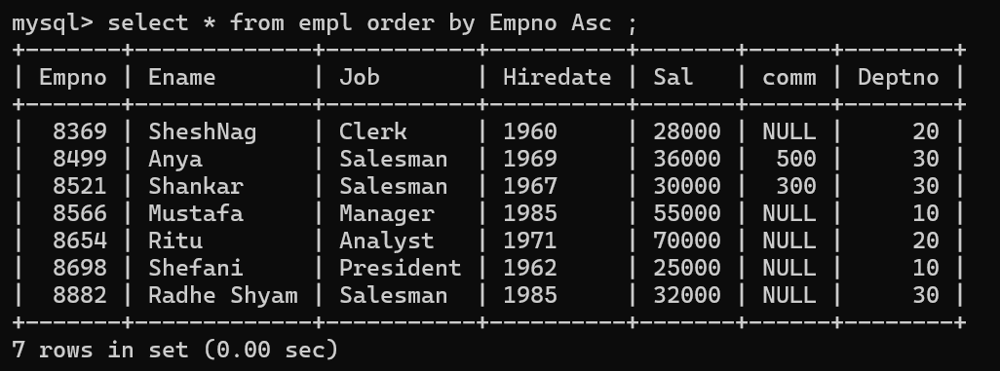 mysql> select * from empl order by Empno Asc ;
+-------+-------------+-----------+----------+-------+------+--------+
| Empno | Ename       | Job       | Hiredate | Sal   | comm | Deptno |
+-------+-------------+-----------+----------+-------+------+--------+
|  8369 | SheshNag    | Clerk     | 1960     | 28000 | NULL |     20 |
|  8499 | Anya        | Salesman  | 1969     | 36000 |  500 |     30 |
|  8521 | Shankar     | Salesman  | 1967     | 30000 |  300 |     30 |
|  8566 | Mustafa     | Manager   | 1985     | 55000 | NULL |     10 |
|  8654 | Ritu        | Analyst   | 1971     | 70000 | NULL |     20 |
|  8698 | Shefani     | President | 1962     | 25000 | NULL |     10 |
|  8882 | Radhe Shyam | Salesman  | 1985     | 32000 | NULL |     30 |
+-------+-------------+-----------+----------+-------+------+--------+
7 rows in set (0.00 sec)